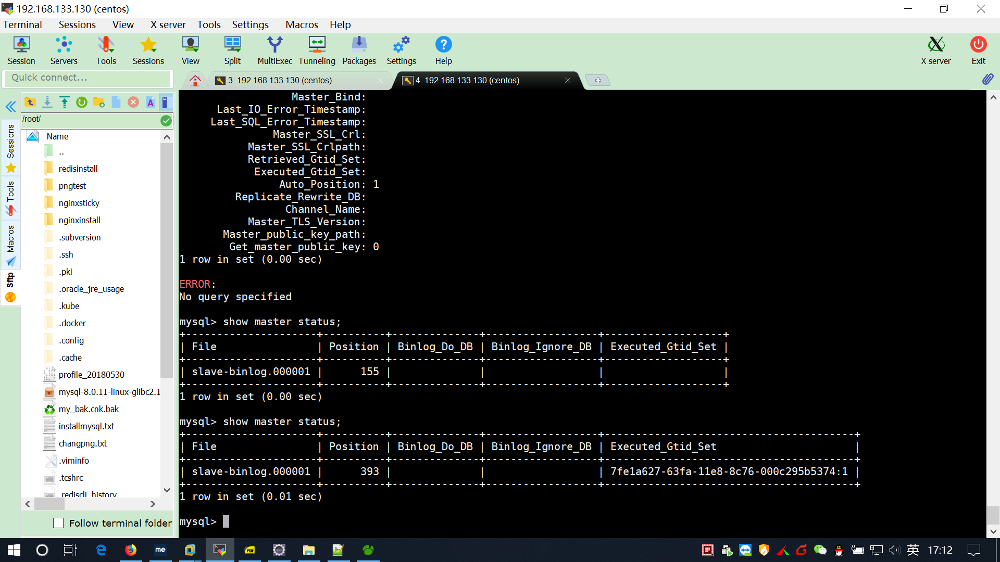 192.168.133.130 (centos)
Terminal Sessions View X server Tools Settings Macros Help
Session Servers Tools Sessions View Split MultiExec Tunneling Packages Settings Help X server Exit
Quick connect...
3. 192.168.133.130 (centos)
4. 192.168.133.130 (centos)
/root/
Name
..
redisinstall
pngtest
nginxsticky
nginxinstall
.subversion
.ssh
.pki
.oracle_jre_usage
.kube
.docker
.config
.cache
profile_20180530
mysql-8.0.11-linux-glibc2.1
my_bak.cnk.bak
installmysql.txt
changpng.txt
.viminfo
.tcshrc
.rediscli_history
Follow terminal folder
Sessions
Tools
Macros
Sftp
Master_Bind:
Last_IO_Error_Timestamp:
Last_SQL_Error_Timestamp:
Master_SSL_Crl:
Master_SSL_Crlpath:
Retrieved_Gtid_Set:
Executed_Gtid_Set:
Auto_Position: 1
Replicate_Rewrite_DB:
Channel_Name:
Master_TLS_Version:
Master_public_key_path:
Get_master_public_key: 0
1 row in set (0.00 sec)
ERROR:
No query specified
mysql> show master status;
+---------------------+----------+--------------+------------------+-------------------+
| File                | Position | Binlog_Do_DB | Binlog_Ignore_DB | Executed_Gtid_Set |
+---------------------+----------+--------------+------------------+-------------------+
| slave-binlog.000001 |      155 |              |                  |                   |
+---------------------+----------+--------------+------------------+-------------------+
1 row in set (0.00 sec)
mysql> show master status;
+---------------------+----------+--------------+------------------+----------------------------------------+
| File                | Position | Binlog_Do_DB | Binlog_Ignore_DB | Executed_Gtid_Set                      |
+---------------------+----------+--------------+------------------+----------------------------------------+
| slave-binlog.000001 |      393 |              |                  | 7fe1a627-63fa-11e8-8c76-000c295b5374:1 |
+---------------------+----------+--------------+------------------+----------------------------------------+
1 row in set (0.01 sec)
mysql>
me
PDF
英 17:12